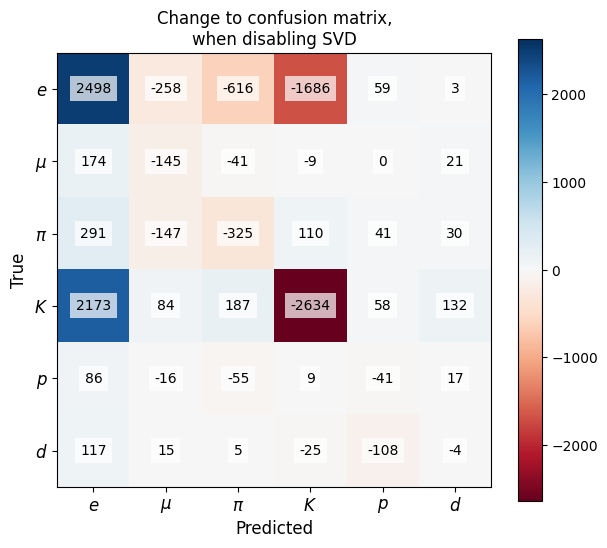 Change to confusion matrix,
when disabling SVD
True
e 2498 -258 -616 -1686 59 3
μ 174 -145 -41 -9 0 21
π 291 -147 -325 110 41 30
K 2173 84 187 -2634 58 132
p 86 -16 -55 9 -41 17
d 117 15 5 -25 -108 -4
e μ π K p d
Predicted
2000
1000
0
−1000
−2000